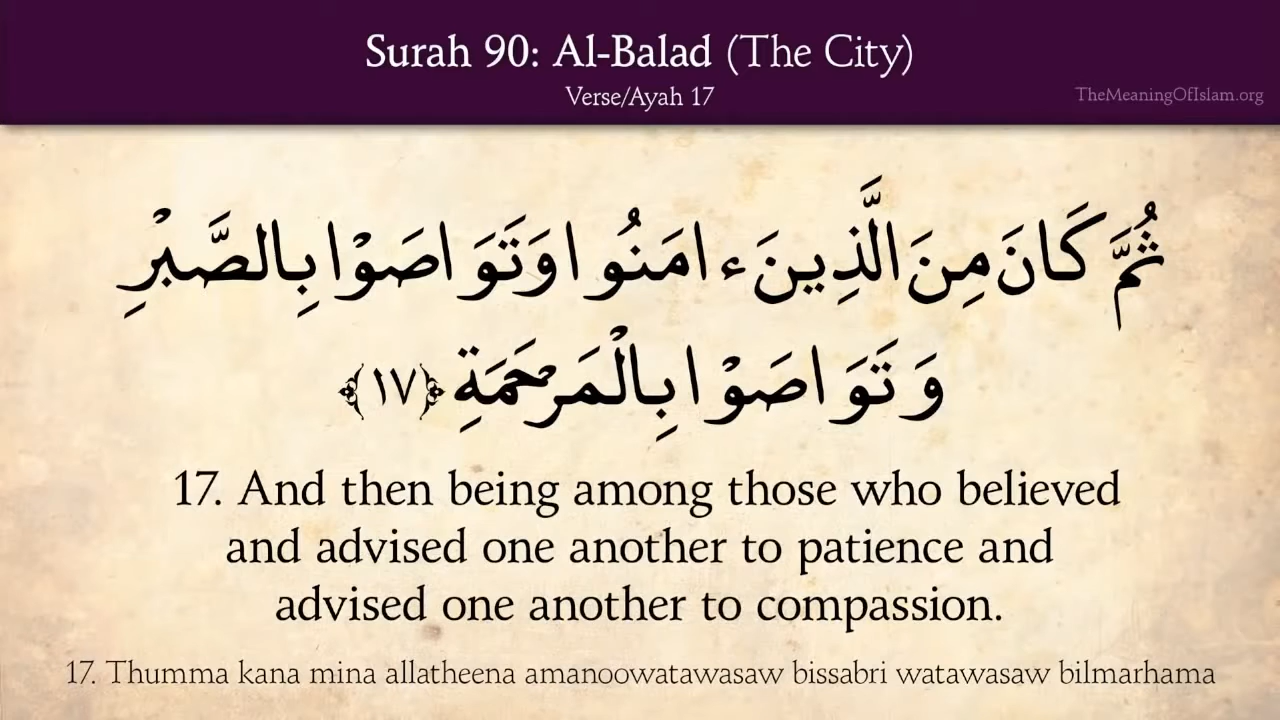 Surah 90: Al-Balad (The City)
Verse/Ayah 17
TheMeaningOfIslam.org
ثُمَّ كَانَ مِنَ الَّذِينَ ءامَنُوا وَتَوَاصَوْا بِالصَّبْرِ
وَتَوَاصَوْا بِالْمَرْحَمَةِ ﴿١٧﴾
17. And then being among those who believed
and advised one another to patience and
advised one another to compassion.
17. Thumma kana mina allatheena amanoowatawasaw bissabri watawasaw bilmarhama